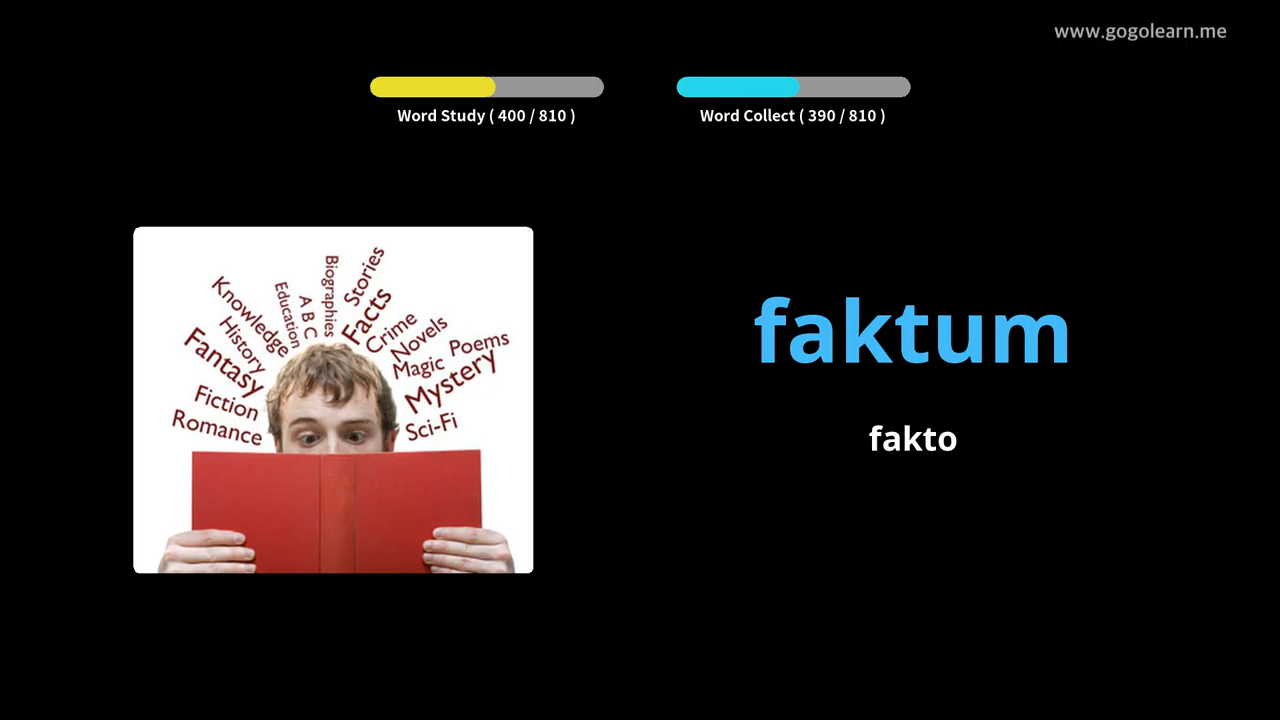 www.gogolearn.me
Word Study ( 400 / 810 )
Word Collect ( 390 / 810 )
Romance
Fiction
Fantasy
History
Knowledge
Education
A B C
Biographies
Stories
Facts
Crime
Novels
Magic
Poems
Mystery
Sci-Fi
faktum
fakto